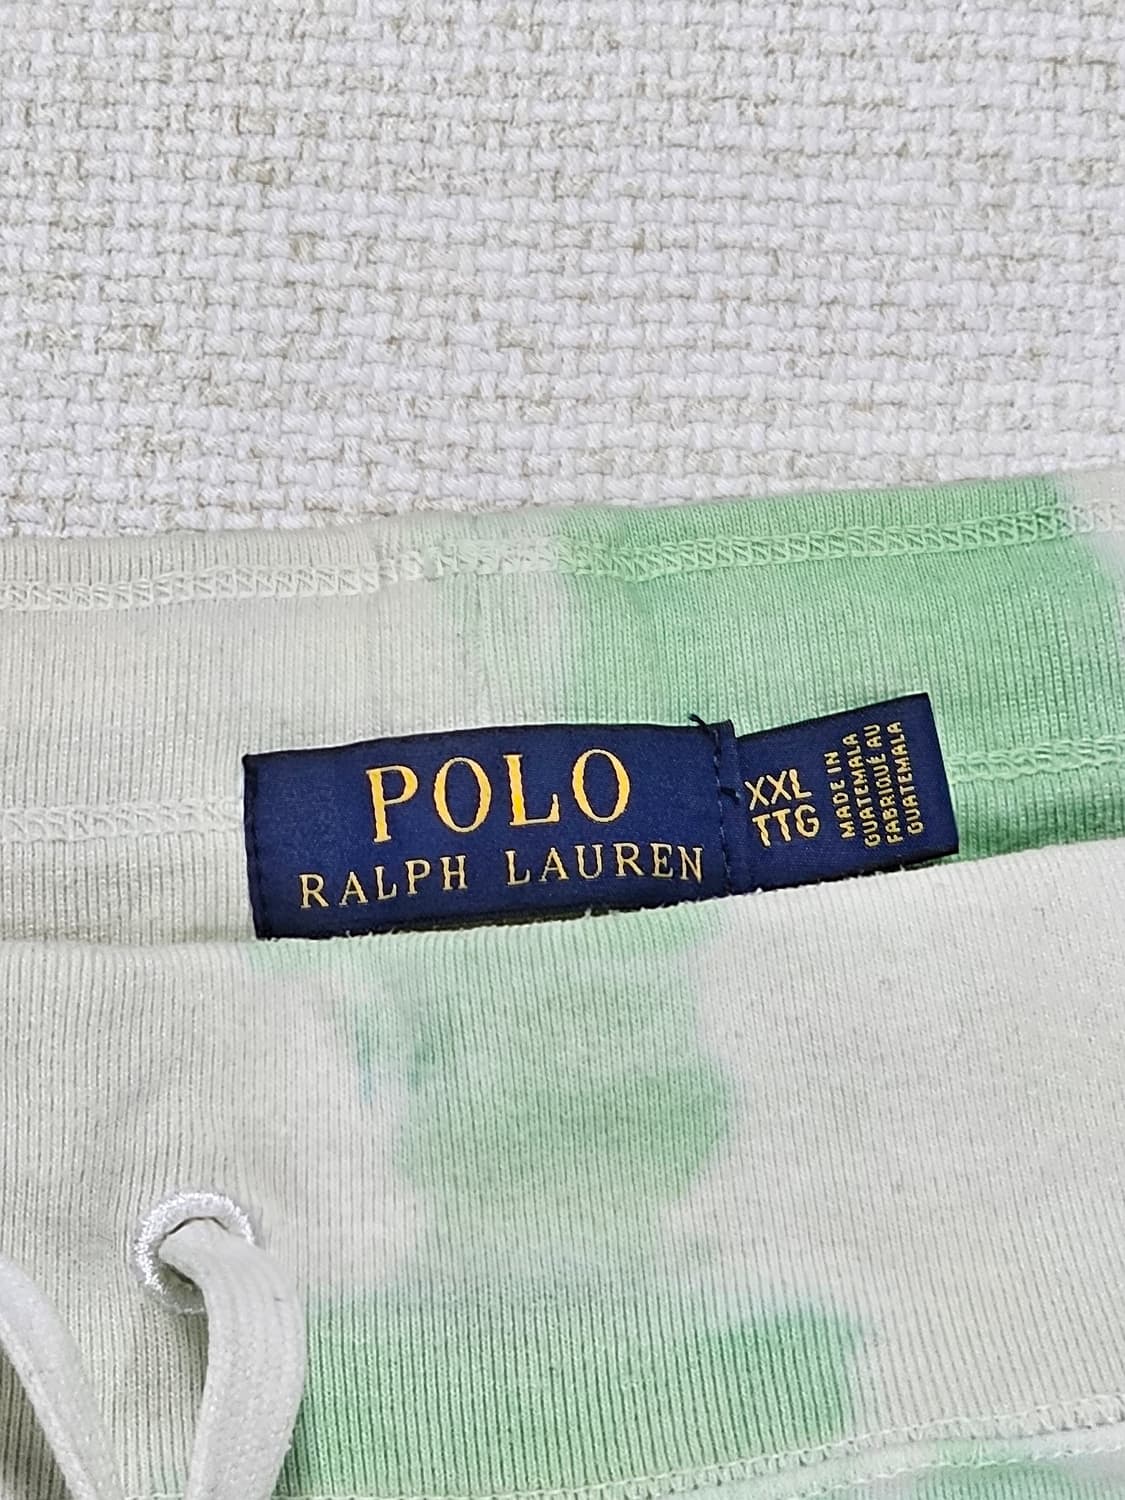 POLO
RALPH LAUREN
XXL
TTG
MADE IN
GUATEMALA
FABRIQUÉ AU
GUATEMALA